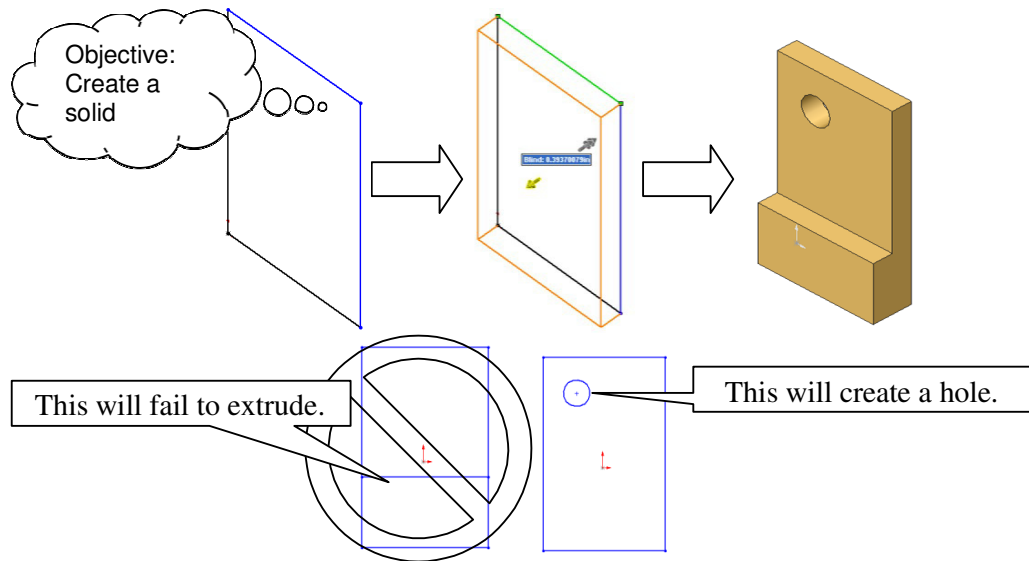 Objective:
Create a
solid
Blind: 0.39370079in
This will fail to extrude.
This will create a hole.